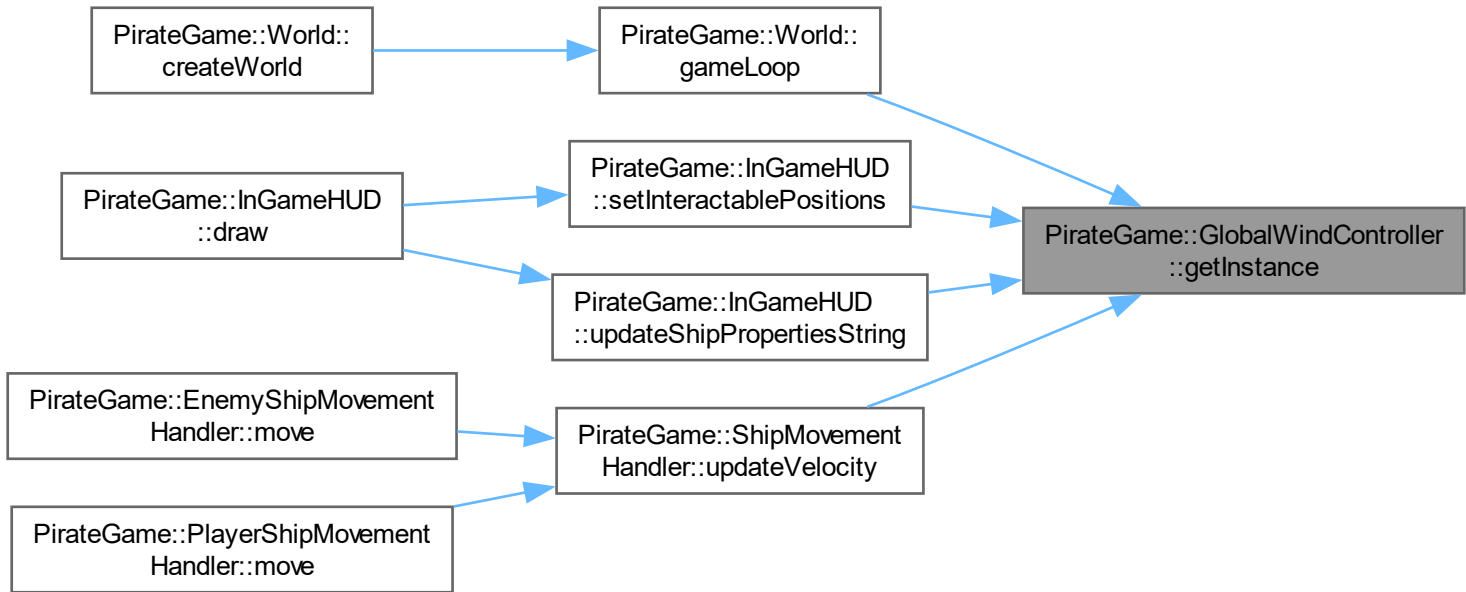 PirateGame::World::
createWorld
PirateGame::World::
gameLoop
PirateGame::InGameHUD
::draw
PirateGame::InGameHUD
::setInteractablePositions
PirateGame::GlobalWindController
::getInstance
PirateGame::InGameHUD
::updateShipPropertiesString
PirateGame::EnemyShipMovement
Handler::move
PirateGame::ShipMovement
Handler::updateVelocity
PirateGame::PlayerShipMovement
Handler::move